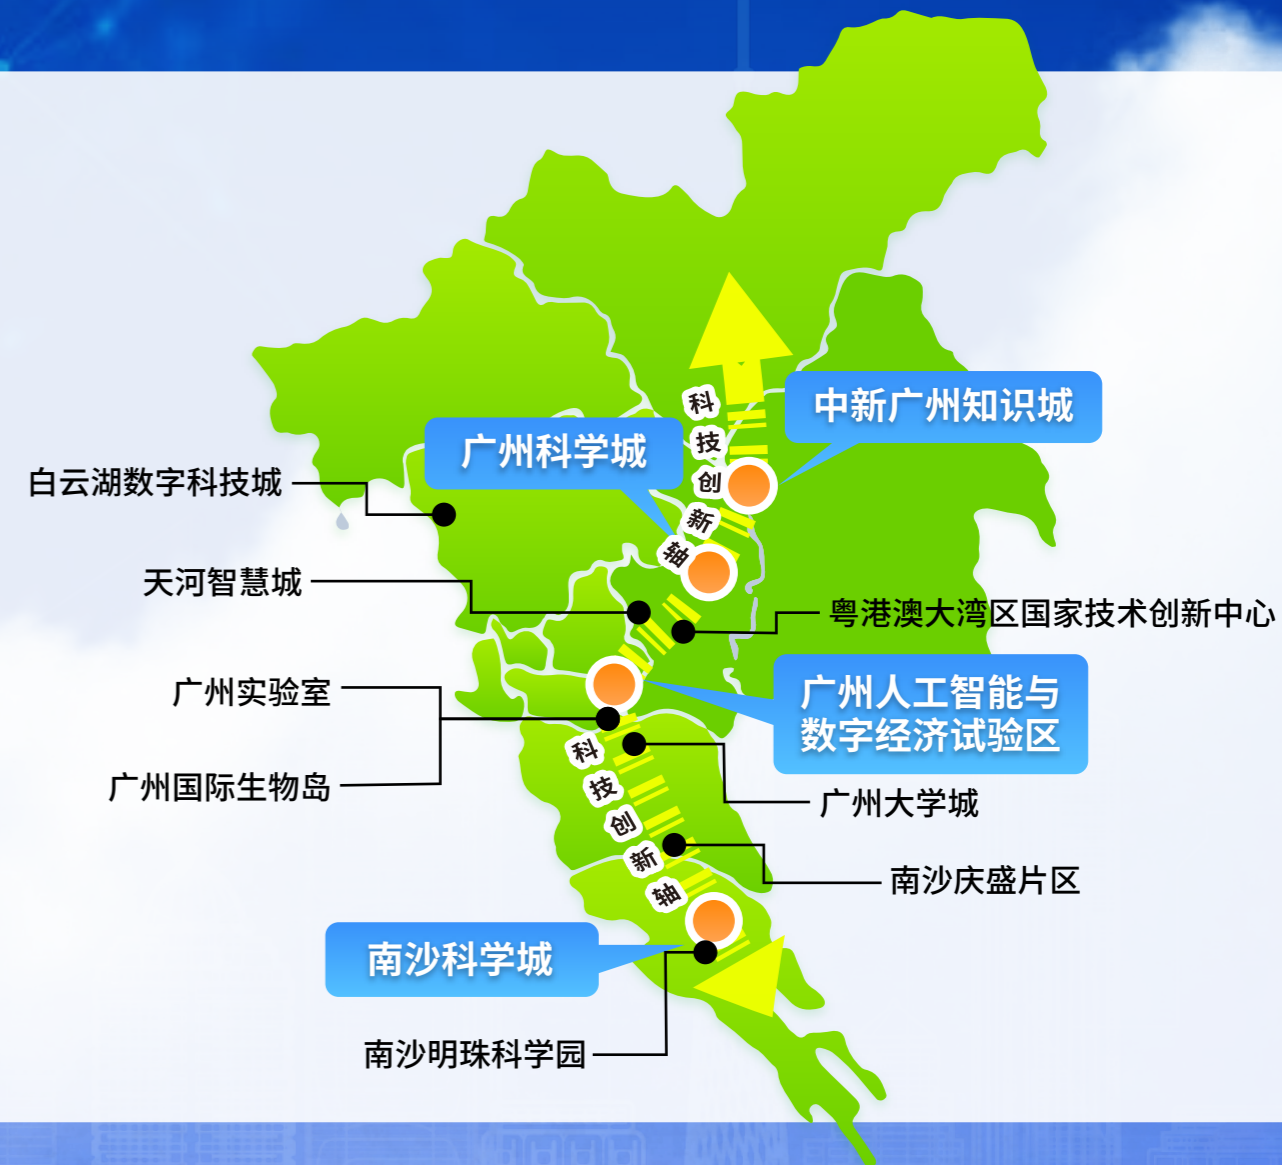 科技创新轴
中新广州知识城
广州科学城
白云湖数字科技城
天河智慧城
粤港澳大湾区国家技术创新中心
广州人工智能与
数字经济试验区
广州实验室
广州国际生物岛
科技创新轴
广州大学城
南沙庆盛片区
南沙科学城
南沙明珠科学园